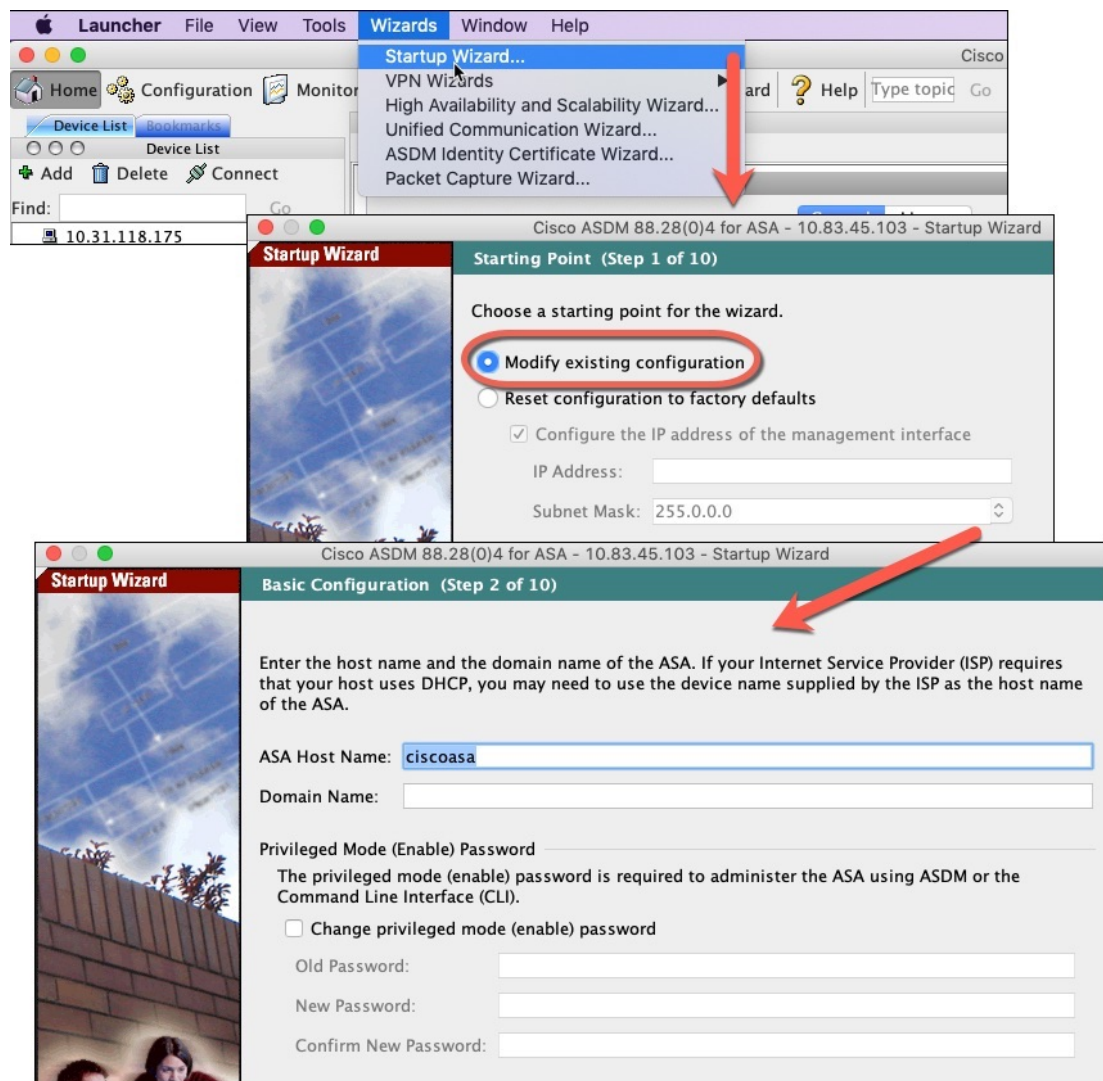 Launcher File View Tools Wizards Window Help
Startup Wizard...
VPN Wizards
High Availability and Scalability Wizard...
Unified Communication Wizard...
ASDM Identity Certificate Wizard...
Packet Capture Wizard...
Cisco
Home Configuration Monitor ard Help Type topic Go
Device List Bookmarks
Device List
Add Delete Connect
Find: Go
10.31.118.175
Cisco ASDM 88.28(0)4 for ASA - 10.83.45.103 - Startup Wizard
Startup Wizard
Starting Point (Step 1 of 10)
Choose a starting point for the wizard.
Modify existing configuration
Reset configuration to factory defaults
Configure the IP address of the management interface
IP Address:
Subnet Mask: 255.0.0.0
Cisco ASDM 88.28(0)4 for ASA - 10.83.45.103 - Startup Wizard
Startup Wizard
Basic Configuration (Step 2 of 10)
Enter the host name and the domain name of the ASA. If your Internet Service Provider (ISP) requires
that your host uses DHCP, you may need to use the device name supplied by the ISP as the host name
of the ASA.
ASA Host Name: ciscoasa
Domain Name:
Privileged Mode (Enable) Password
The privileged mode (enable) password is required to administer the ASA using ASDM or the
Command Line Interface (CLI).
Change privileged mode (enable) password
Old Password:
New Password:
Confirm New Password: